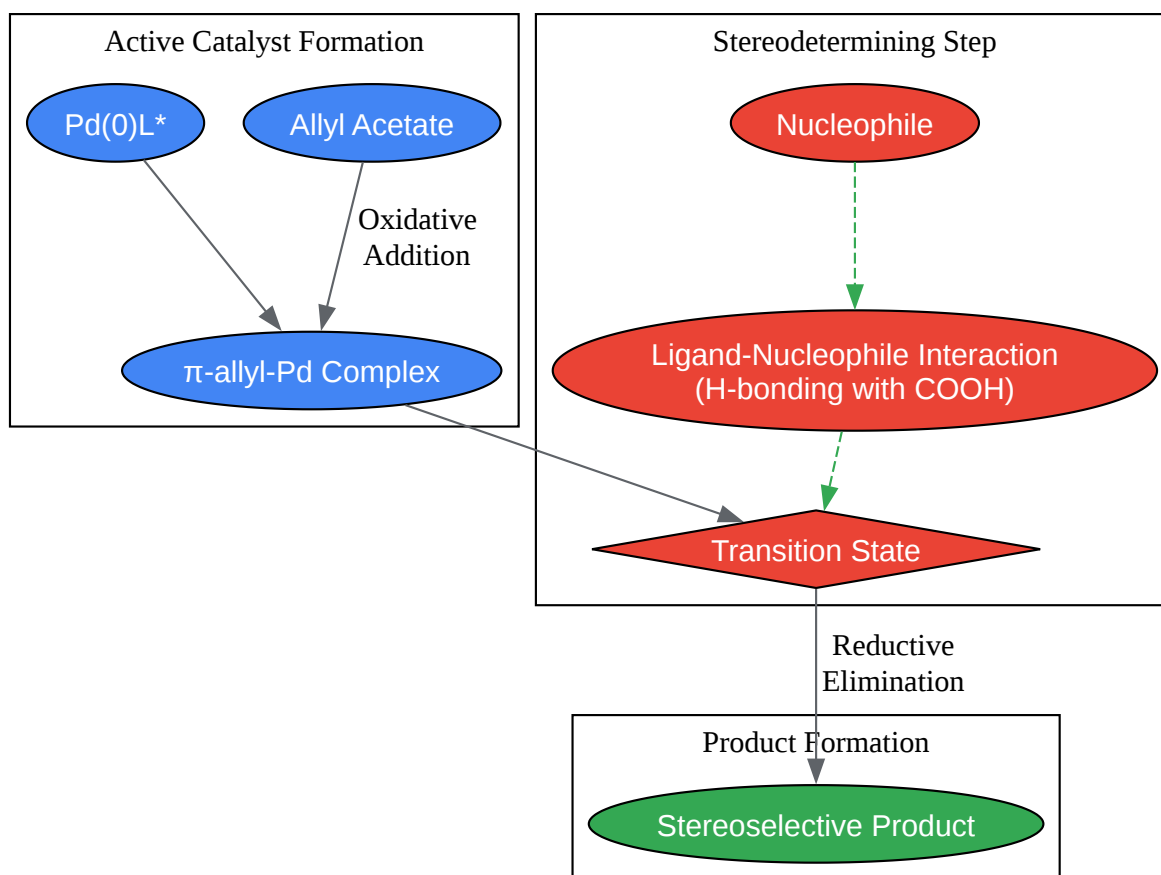 Active Catalyst Formation
Pd(0)L*
Allyl Acetate
Oxidative
Addition
π-allyl-Pd Complex
Stereodetermining Step
Nucleophile
Ligand-Nucleophile Interaction
(H-bonding with COOH)
Transition State
Reductive
Elimination
Product Formation
Stereoselective Product